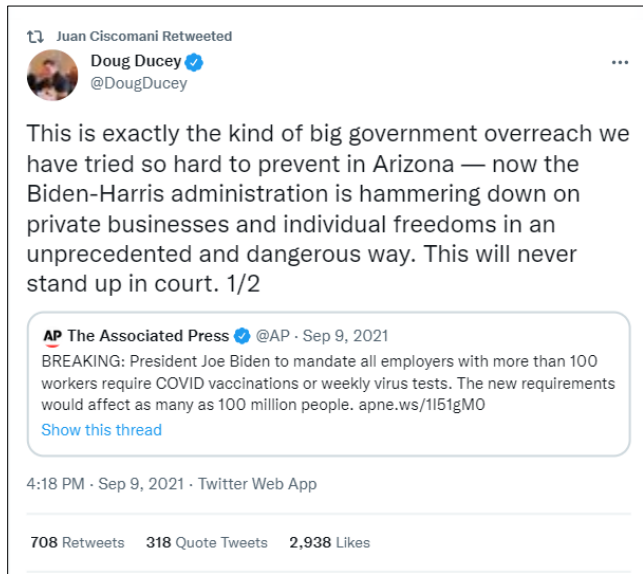 Juan Ciscomani Retweeted
Doug Ducey
@DougDucey
This is exactly the kind of big government overreach we
have tried so hard to prevent in Arizona — now the
Biden-Harris administration is hammering down on
private businesses and individual freedoms in an
unprecedented and dangerous way. This will never
stand up in court. 1/2
AP The Associated Press @AP · Sep 9, 2021
BREAKING: President Joe Biden to mandate all employers with more than 100
workers require COVID vaccinations or weekly virus tests. The new requirements
would affect as many as 100 million people. apne.ws/1I51gM0
Show this thread
4:18 PM · Sep 9, 2021 · Twitter Web App
708 Retweets 318 Quote Tweets 2,938 Likes